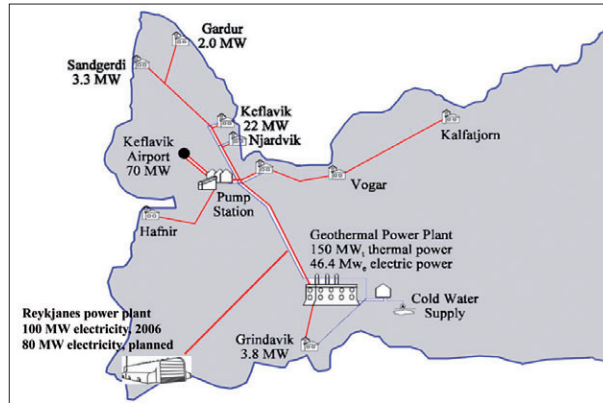 Gardur
2.0 MW
Sandgerdi
3.3 MW
Keflavik
22 MW
Njardvik
Kalfatjorn
Keflavik
Airport
70 MW
Vogar
Pump
Station
Hafnir
Geothermal Power Plant
150 MWt thermal power
46.4 Mwe electric power
Cold Water
Supply
Reykjanes power plant
100 MW electricity, 2006
80 MW electricity, planned
Grindavik
3.8 MW